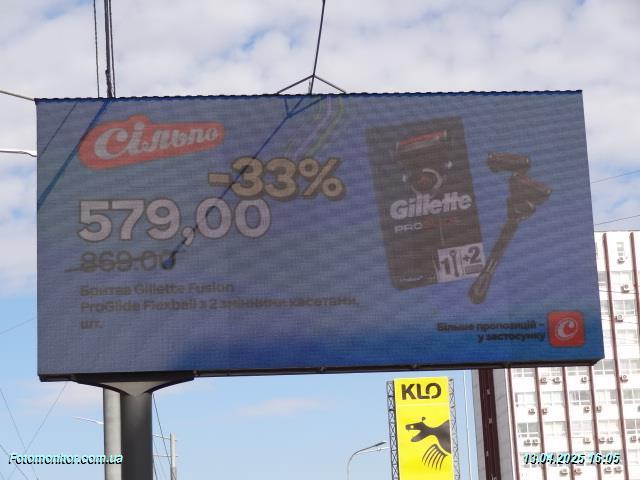 Сільпо
-33%
579,00
869.00
Бритва Gillette Fusion
ProGlide Flexball з 2 змінними касетами,
шт.
Gillette
PROGLIDE
1 +2
Більше пропозицій –
у застосунку
KLO
Fotomonitor.com.ua
13.04.2025 16:05